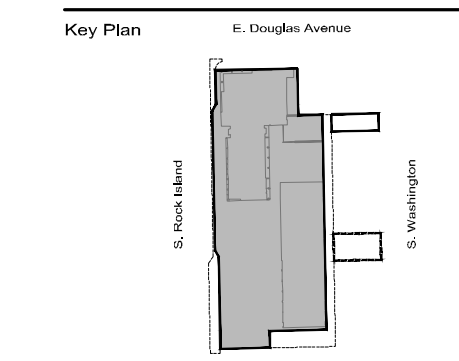 Key Plan
E. Douglas Avenue
S. Rock Island
S. Washington